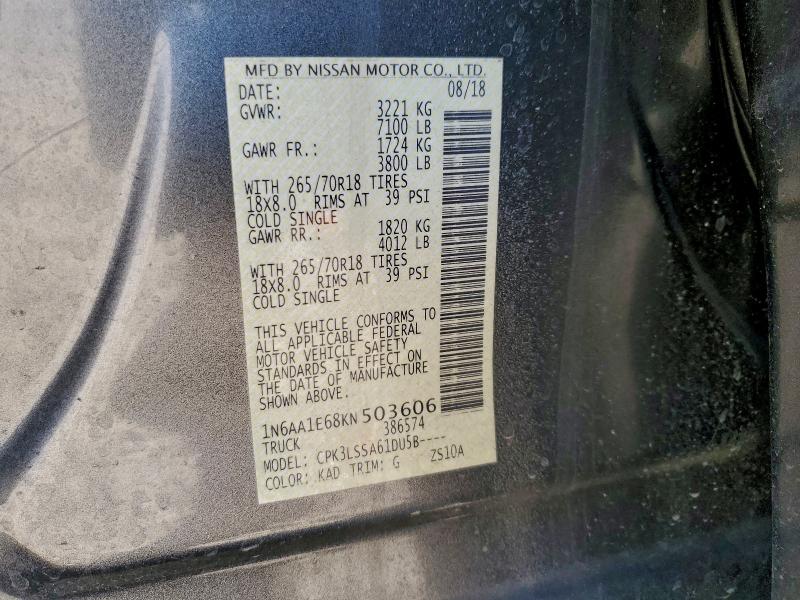 MFD BY NISSAN MOTOR CO., LTD.
DATE: 08/18
GVWR: 3221 KG
7100 LB
GAWR FR.: 1724 KG
3800 LB
WITH 265/70R18 TIRES
18X8.0 RIMS AT 39 PSI
COLD SINGLE
GAWR RR.: 1820 KG
4012 LB
WITH 265/70R18 TIRES
18X8.0 RIMS AT 39 PSI
COLD SINGLE
THIS VEHICLE CONFORMS TO
ALL APPLICABLE FEDERAL
MOTOR VEHICLE SAFETY
STANDARDS IN EFFECT ON
THE DATE OF MANUFACTURE
SHOWN ABOVE.
1N6AA1E68KN503606
TRUCK 386574
MODEL: CPK3LSSA61DU5B----
COLOR: KAD TRIM: G ZS10A